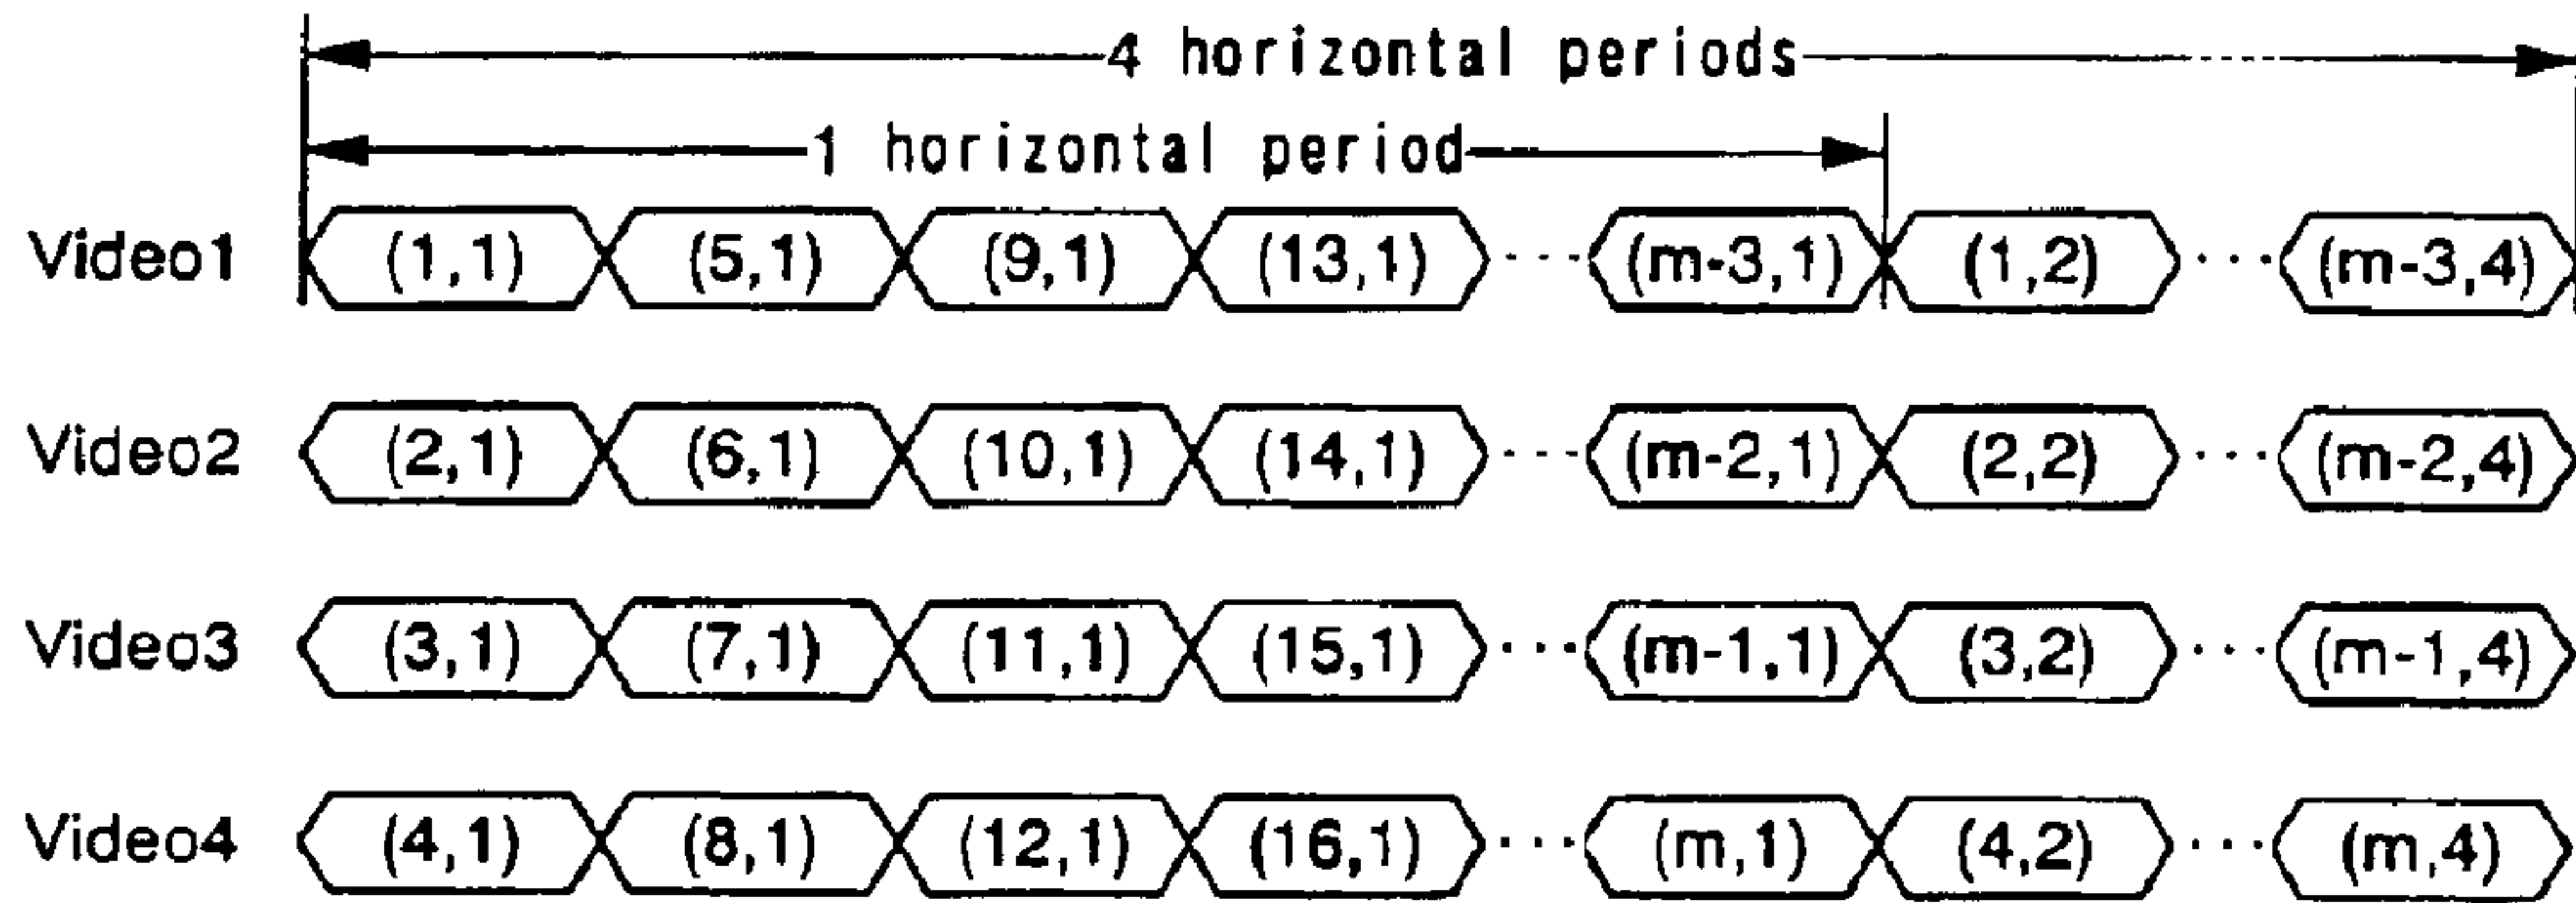 4 horizontal periods
1 horizontal period
Video1 (1,1) (5,1) (9,1) (13,1) ··· (m-3,1) (1,2) ··· (m-3,4)
Video2 (2,1) (6,1) (10,1) (14,1) ··· (m-2,1) (2,2) ··· (m-2,4)
Video3 (3,1) (7,1) (11,1) (15,1) ··· (m-1,1) (3,2) ··· (m-1,4)
Video4 (4,1) (8,1) (12,1) (16,1) ··· (m,1) (4,2) ··· (m,4)